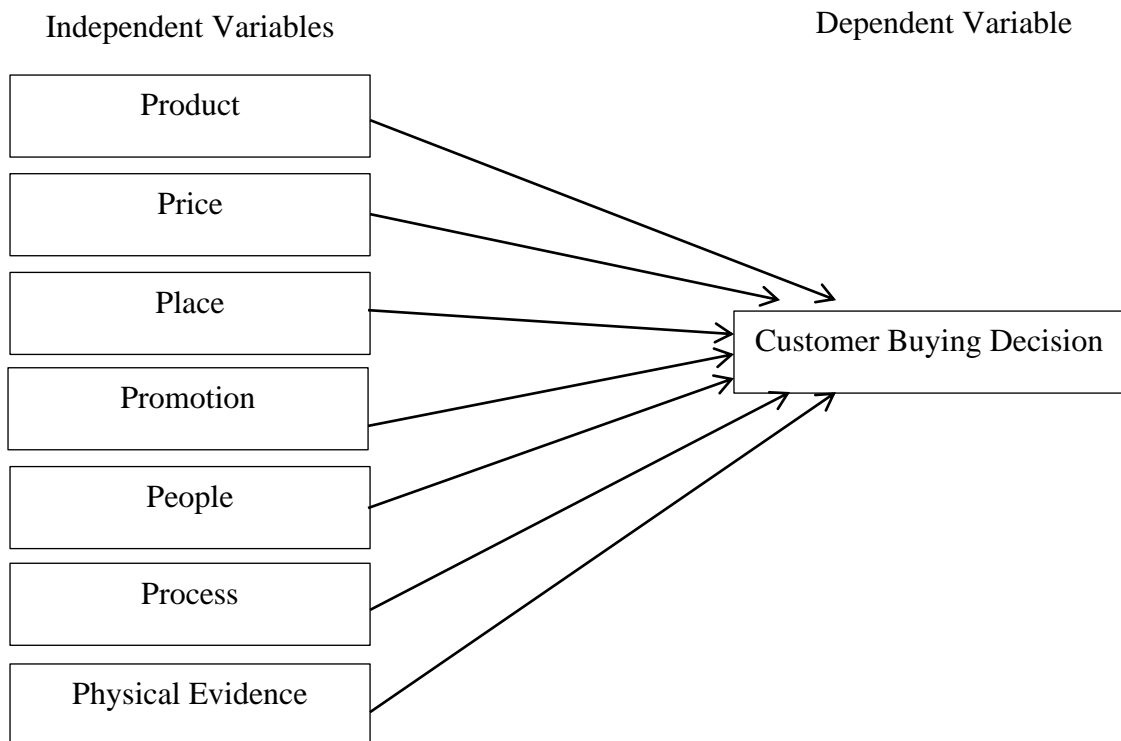 Independent Variables
Dependent Variable
Product
Price
Place
Customer Buying Decision
Promotion
People
Process
Physical Evidence